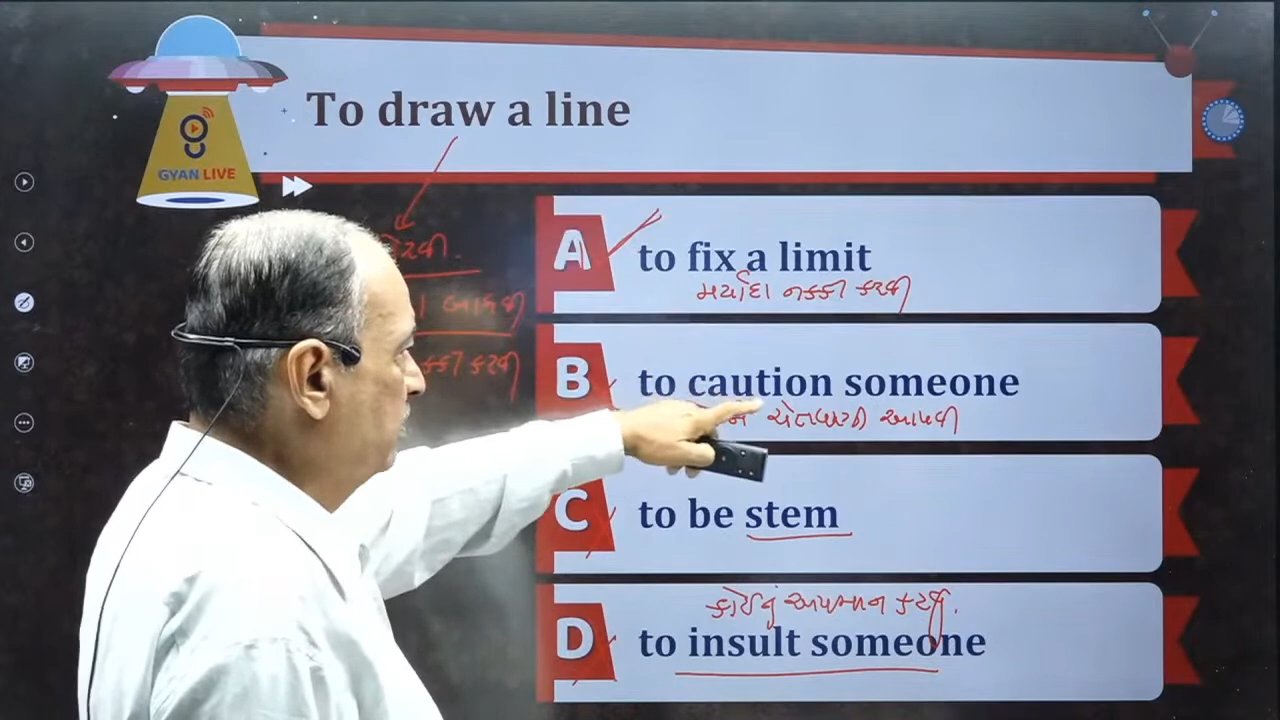 To draw a line
GYAN LIVE
A to fix a limit
મર્યાદા નક્કી કરવી
B to caution someone
ચેતવણી આપવી
C to be stem
કોઈનું અપમાન કરવું.
D to insult someone